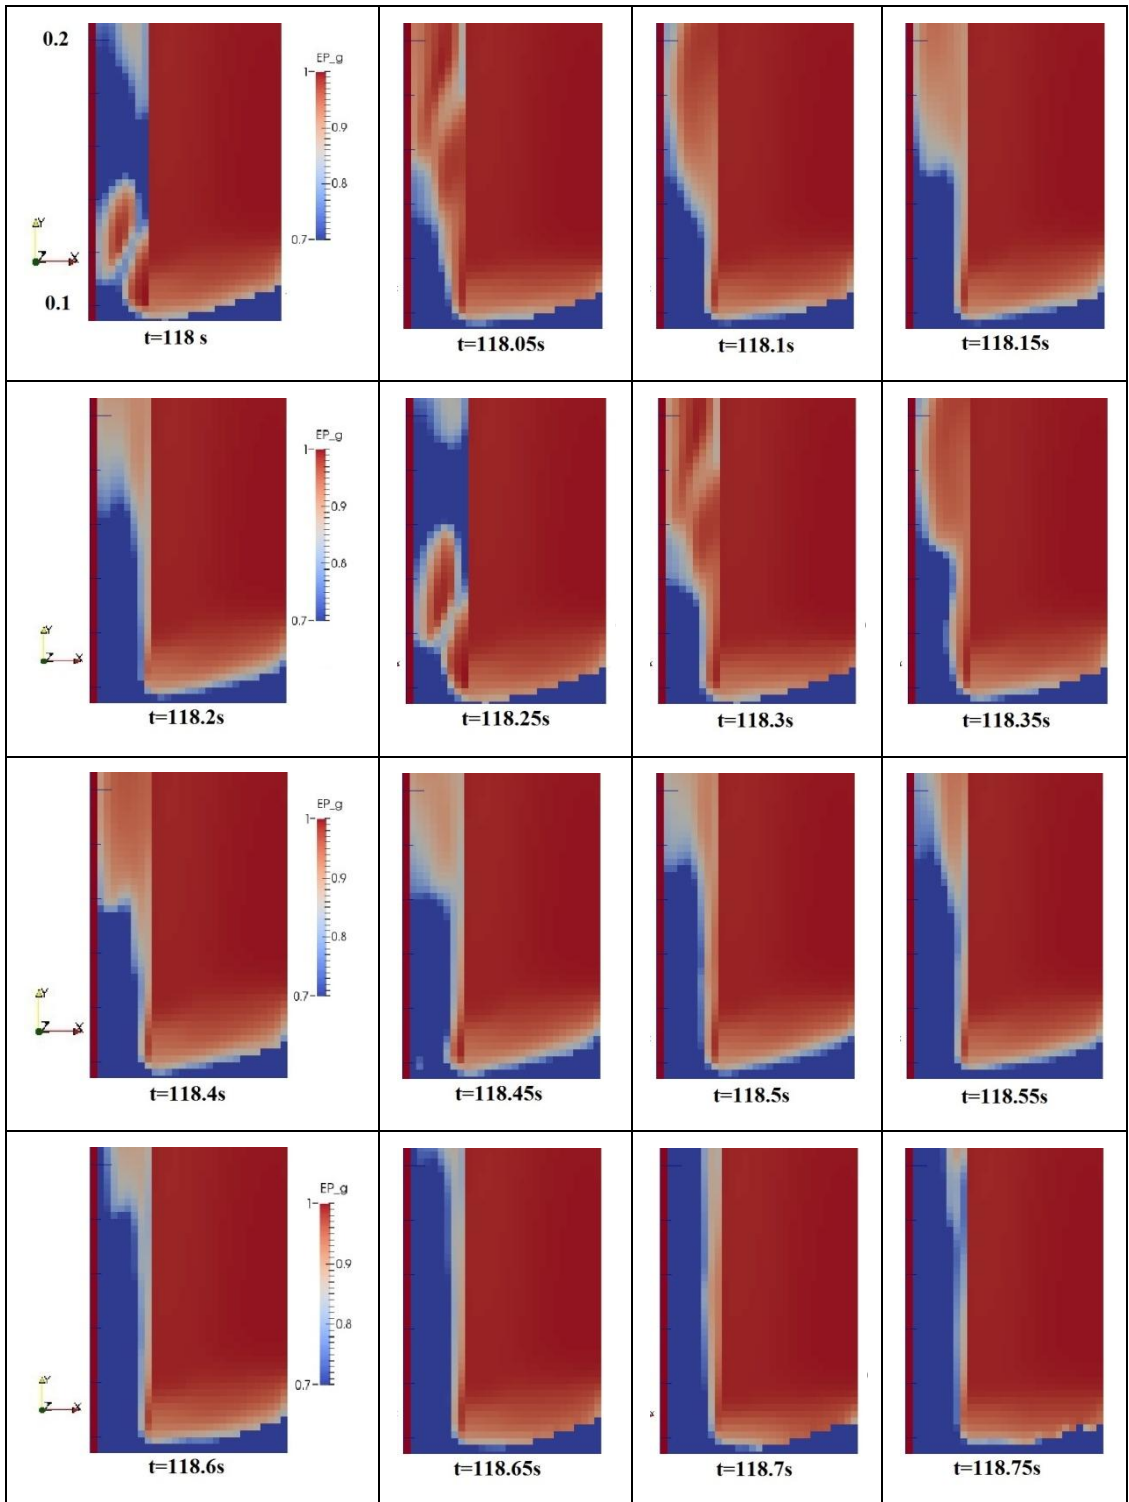 0.2
EP_g
1
0.9
0.8
0.7
Y
Z X
0.1
t=118 s
t=118.05s
t=118.1s
t=118.15s
EP_g
1
0.9
0.8
0.7
Y
Z X
t=118.2s
t=118.25s
t=118.3s
t=118.35s
EP_g
1
0.9
0.8
0.7
Y
Z X
t=118.4s
t=118.45s
t=118.5s
t=118.55s
EP_g
1
0.9
0.8
0.7
Y
Z X
t=118.6s
t=118.65s
t=118.7s
t=118.75s